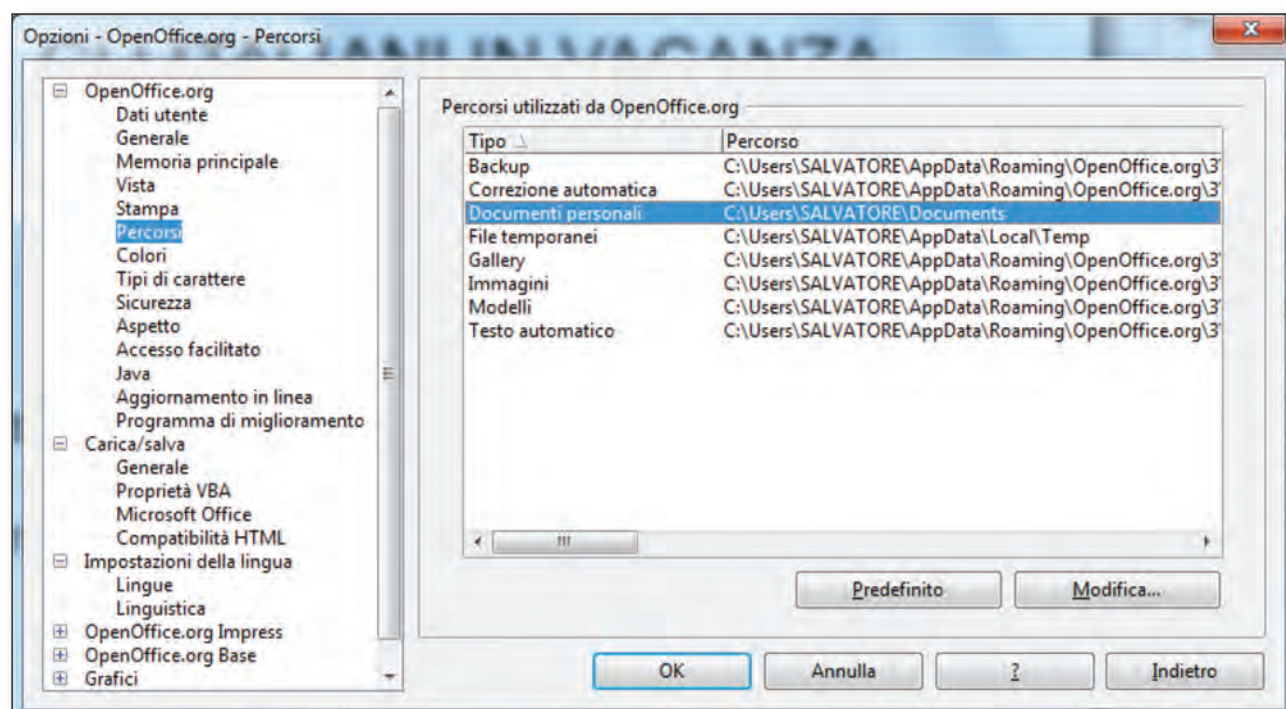 Opzioni - OpenOffice.org - Percorsi
IN VACANZA
OpenOffice.org
Dati utente
Generale
Memoria principale
Vista
Stampa
Percorsi
Colori
Tipi di carattere
Sicurezza
Aspetto
Accesso facilitato
Java
Aggiornamento in linea
Programma di miglioramento
Carica/salva
Generale
Proprietà VBA
Microsoft Office
Compatibilità HTML
Impostazioni della lingua
Lingue
Linguistica
OpenOffice.org Impress
OpenOffice.org Base
Grafici
Percorsi utilizzati da OpenOffice.org
Tipo Percorso
Backup C:\Users\SALVATORE\AppData\Roaming\OpenOffice.org\3
Correzione automatica C:\Users\SALVATORE\AppData\Roaming\OpenOffice.org\3
Documenti personali C:\Users\SALVATORE\Documents
File temporanei C:\Users\SALVATORE\AppData\Local\Temp
Gallery C:\Users\SALVATORE\AppData\Roaming\OpenOffice.org\3
Immagini C:\Users\SALVATORE\AppData\Roaming\OpenOffice.org\3
Modelli C:\Users\SALVATORE\AppData\Roaming\OpenOffice.org\3
Testo automatico C:\Users\SALVATORE\AppData\Roaming\OpenOffice.org\3
Predefinito Modifica...
OK Annulla ? Indietro